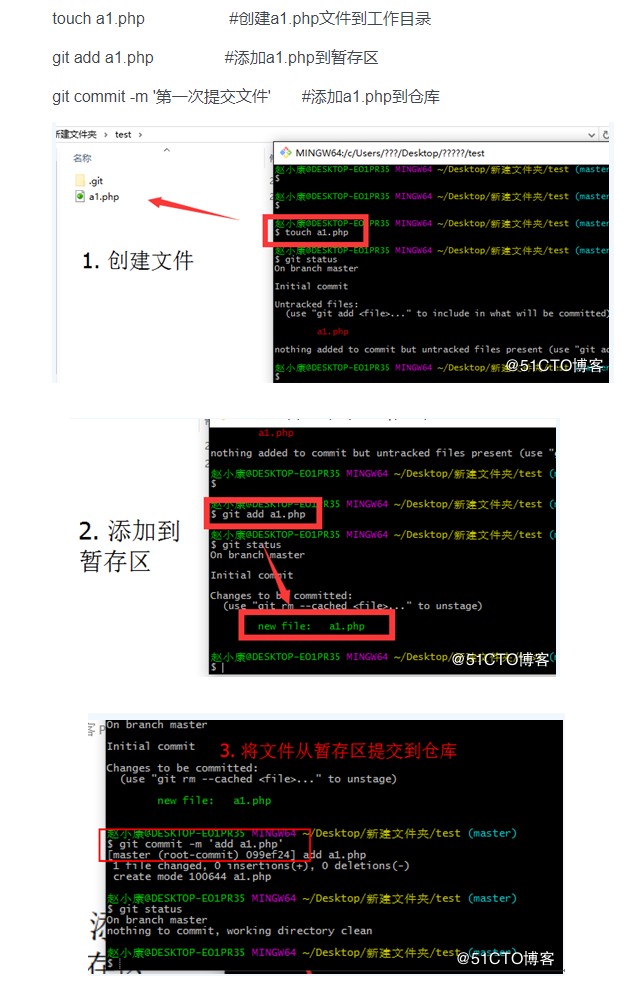 touch a1.php #创建a1.php文件到工作目录
git add a1.php #添加a1.php到暂存区
git commit -m '第一次提交文件' #添加a1.php到仓库
新建文件夹 › test ›
MINGW64:/c/Users/???/Desktop/?????/test
名称
.git
a1.php
1. 创建文件
赵小康@DESKTOP-EO1PR35 MINGW64 ~/Desktop/新建文件夹/test (master
$
赵小康@DESKTOP-EO1PR35 MINGW64 ~/Desktop/新建文件夹/test (master
$
赵小康@DESKTOP-EO1PR35 MINGW64 ~/Desktop/新建文件夹/test (master
$ touch a1.php
赵小康@DESKTOP-EO1PR35 MINGW64 ~/Desktop/新建文件夹/test (master
$ git status
On branch master
Initial commit
Untracked files:
(use "git add <file>..." to include in what will be committed)
a1.php
nothing added to commit but untracked files present (use "git ad
赵小康@DESKTOP-EO1PR35 MINGW64 ~/Desktop/新建文件夹/test (master
$
@51CTO博客
2. 添加到
暂存区
a1.php
nothing added to commit but untracked files present (use "
赵小康@DESKTOP-EO1PR35 MINGW64 ~/Desktop/新建文件夹/test
$
赵小康@DESKTOP-EO1PR35 MINGW64 ~/Desktop/新建文件夹/test
$ git add a1.php
赵小康@DESKTOP-EO1PR35 MINGW64 ~/Desktop/新建文件夹/test
$ git status
On branch master
Initial commit
Changes to be committed:
(use "git rm --cached <file>..." to unstage)
new file: a1.php
赵小康@DESKTOP-EO1PR35 MINGW64 ~/Desktop/新建文件夹/test
$
@51CTO博客
On branch master
Initial commit
3. 将文件从暂存区提交到仓库
Changes to be committed:
(use "git rm --cached <file>..." to unstage)
new file: a1.php
赵小康@DESKTOP-EO1PR35 MINGW64 ~/Desktop/新建文件夹/test (master)
$ git commit -m 'add a1.php'
[master (root-commit) 099ef24] add a1.php
1 file changed, 0 insertions(+), 0 deletions(-)
create mode 100644 a1.php
赵小康@DESKTOP-EO1PR35 MINGW64 ~/Desktop/新建文件夹/test (master)
$ git status
On branch master
nothing to commit, working directory clean
赵小康@DESKTOP-EO1PR35 MINGW64 ~/Desktop/新建文件夹/test (master)
$
@51CTO博客